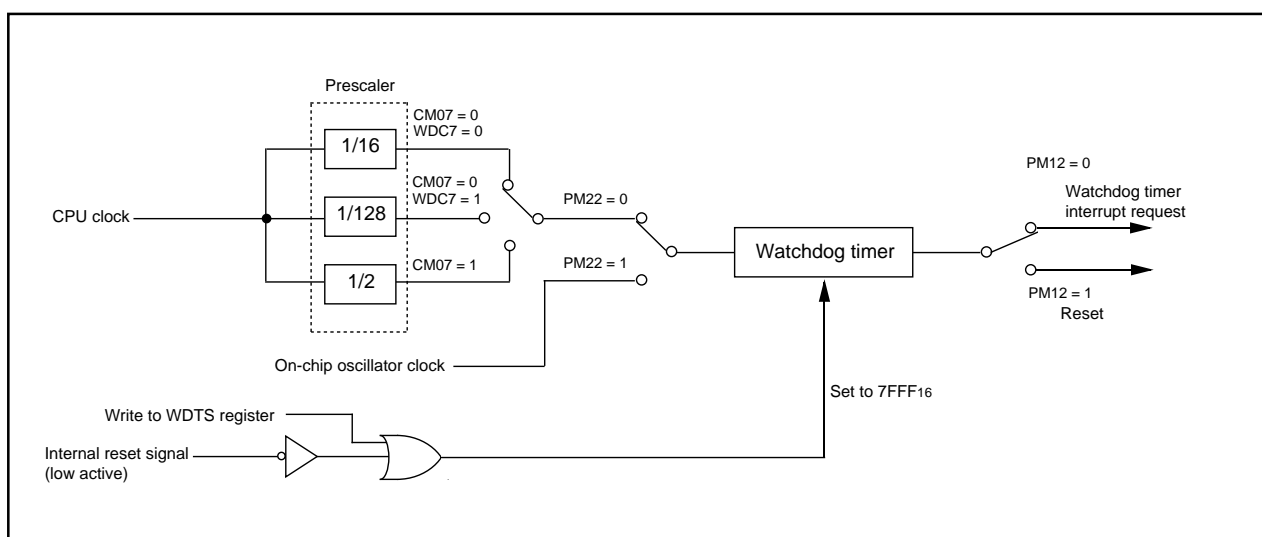 Prescaler
CM07 = 0
WDC7 = 0
1/16
CM07 = 0
WDC7 = 1
1/128
CPU clock
CM07 = 1
1/2
PM22 = 0
PM22 = 1
On-chip oscillator clock
Watchdog timer
PM12 = 0
Watchdog timer
interrupt request
PM12 = 1
Reset
Set to 7FFF16
Write to WDTS register
Internal reset signal
(low active)